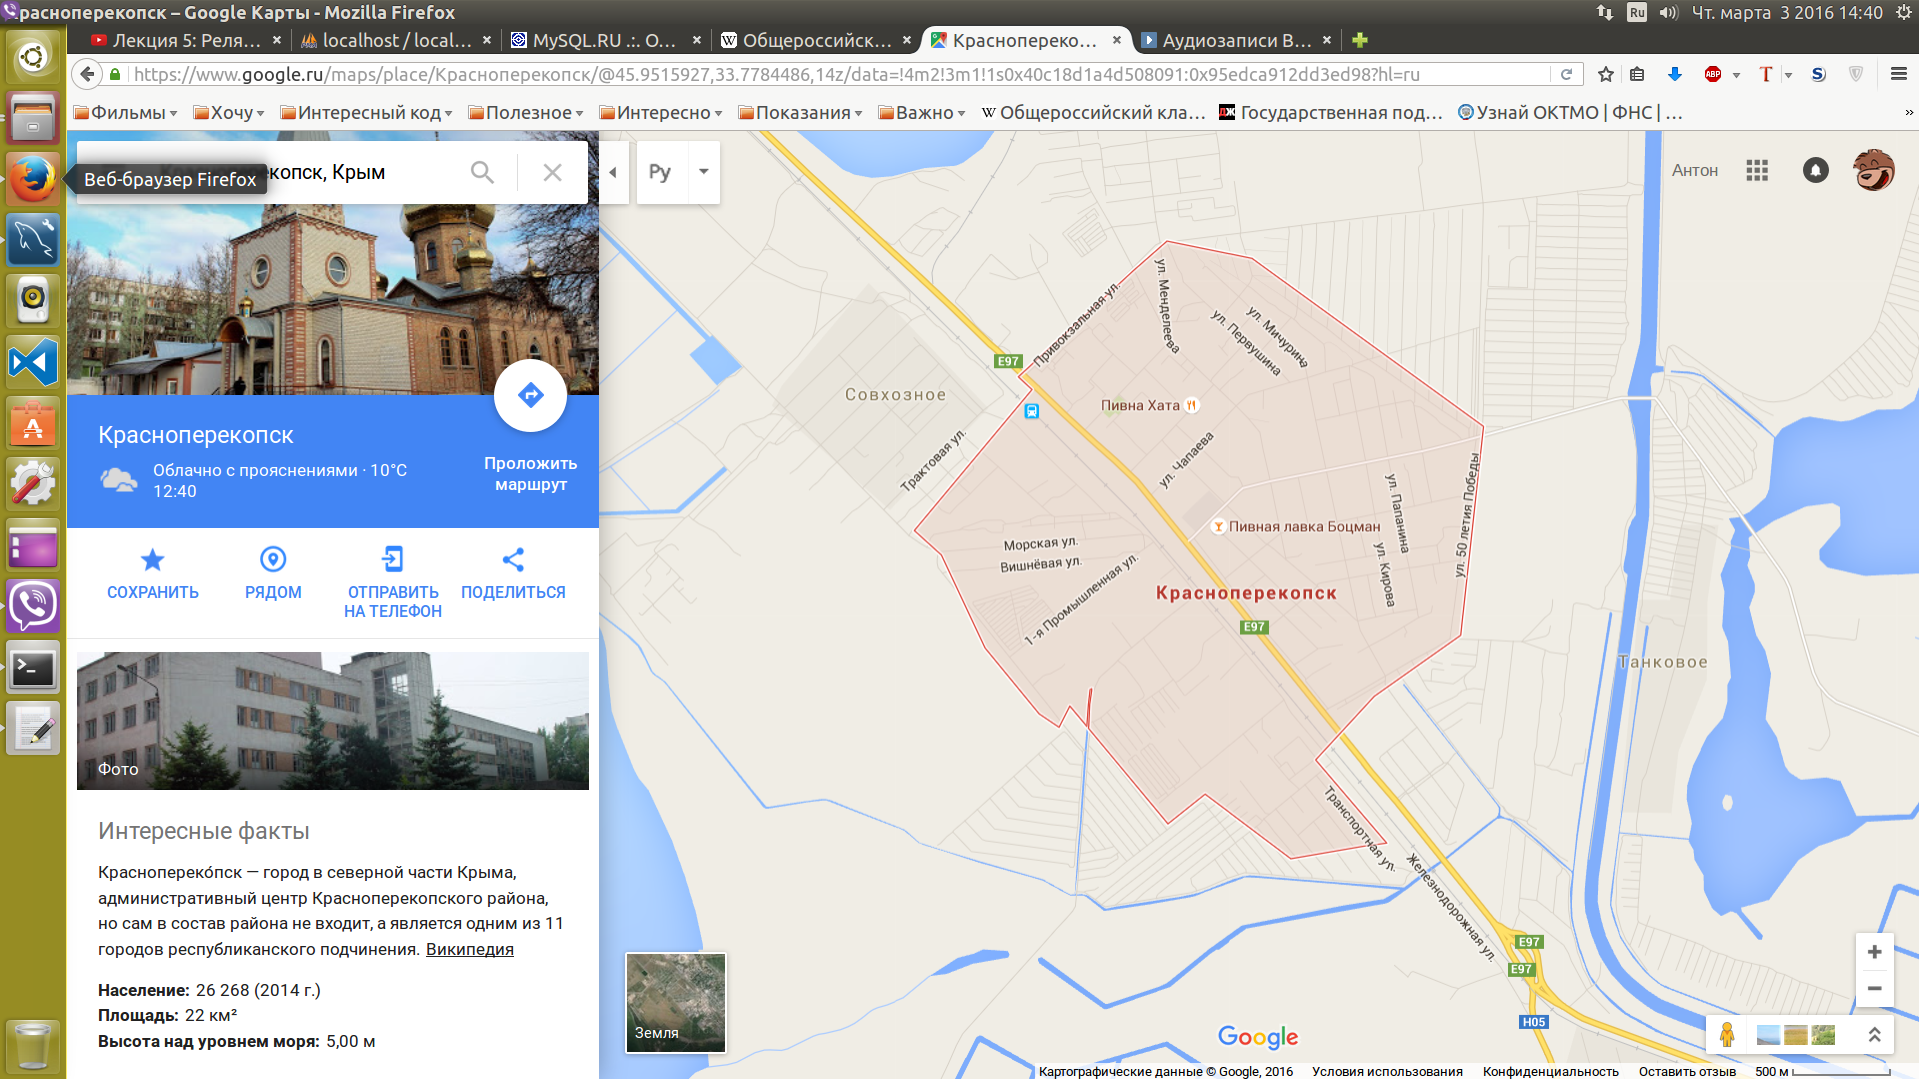 Красноперекопск – Google Карты - Mozilla Firefox
Ru
Чт. марта 3 2016 14:40
Лекция 5: Реля...
localhost / local...
MySQL.RU .:. О...
Общероссийск...
Красноперекo...
Аудиозаписи В...
https://www.google.ru/maps/place/Красноперекопск/@45.9515927,33.7784486,14z/data=!4m2!3m1!1s0x40c18d1a4d508091:0x95edca912dd3ed98?hl=ru
ABP
T
S
Фильмы
Хочу
Интересный код
Полезное
Интересно
Показания
Важно
W Общероссийский кла...
Государственная под...
Узнай ОКТМО | ФНС | ...
Веб-браузер Firefox
копск, Крым
Ру
Антон
Красноперекопск
Облачно с прояснениями · 10°C
12:40
Проложить
маршрут
СОХРАНИТЬ
РЯДОМ
ОТПРАВИТЬ
НА ТЕЛЕФОН
ПОДЕЛИТЬСЯ
Фото
Интересные факты
Красноперекóпск — город в северной части Крыма,
административный центр Красноперекопского района,
но сам в состав района не входит, а является одним из 11
городов республиканского подчинения. Википедия
Население: 26 268 (2014 г.)
Площадь: 22 км²
Высота над уровнем моря: 5,00 м
ул. Менделеева
Привокзальная ул.
ул. Мичурина
ул. Первушина
E97
Совхозное
Пивна Хата
Трактовая ул.
ул. Чапаева
ул. Папанина
ул. 50 летия Победы
Пивная лавка Боцман
Морская ул.
Вишнёвая ул.
1-я Промышленная ул.
ул. Кирова
Красноперекопск
E97
Танковое
Транспортная ул.
Железнодорожная ул.
E97
E97
H05
Земля
Google
Картографические данные © Google, 2016
Условия использования
Конфиденциальность
Оставить отзыв
500 м